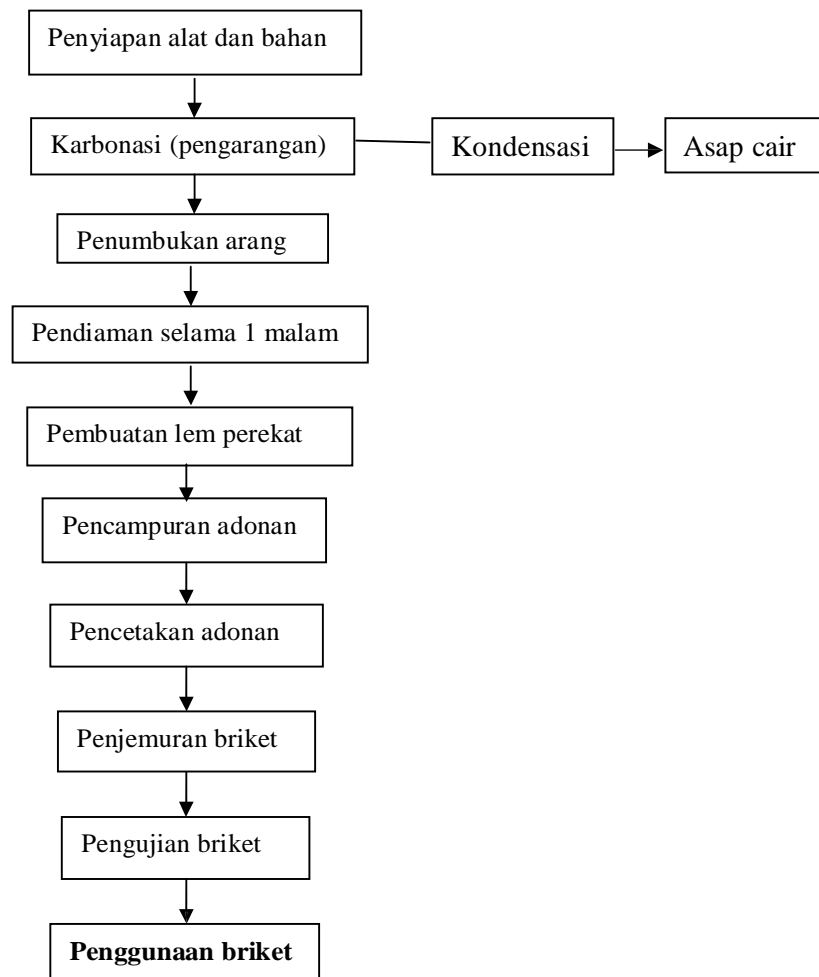 Penyiapan alat dan bahan
Karbonasi (pengarangan)
Kondensasi
Asap cair
Penumbukan arang
Pendiaman selama 1 malam
Pembuatan lem perekat
Pencampuran adonan
Pencetakan adonan
Penjemuran briket
Pengujian briket
Penggunaan briket